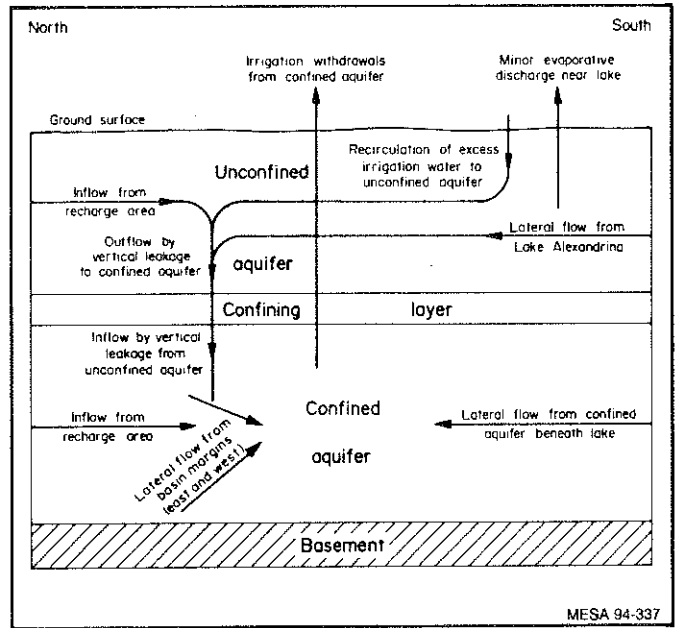 North
South
Irrigation withdrawals
from confined aquifer
Minor evaporative
discharge near lake
Ground surface
Unconfined
Recirculation of excess
irrigation water to
unconfined aquifer
Inflow from
recharge area
Outflow by
vertical leakage
to confined aquifer
aquifer
Lateral flow from
Lake Alexandrina
Confining layer
Inflow by vertical
leakage from
unconfined aquifer
Inflow from
recharge area
Confined
aquifer
Lateral flow from confined
aquifer beneath lake
Lateral flow from
basin margins
(east and west)
Basement
MESA 94-337